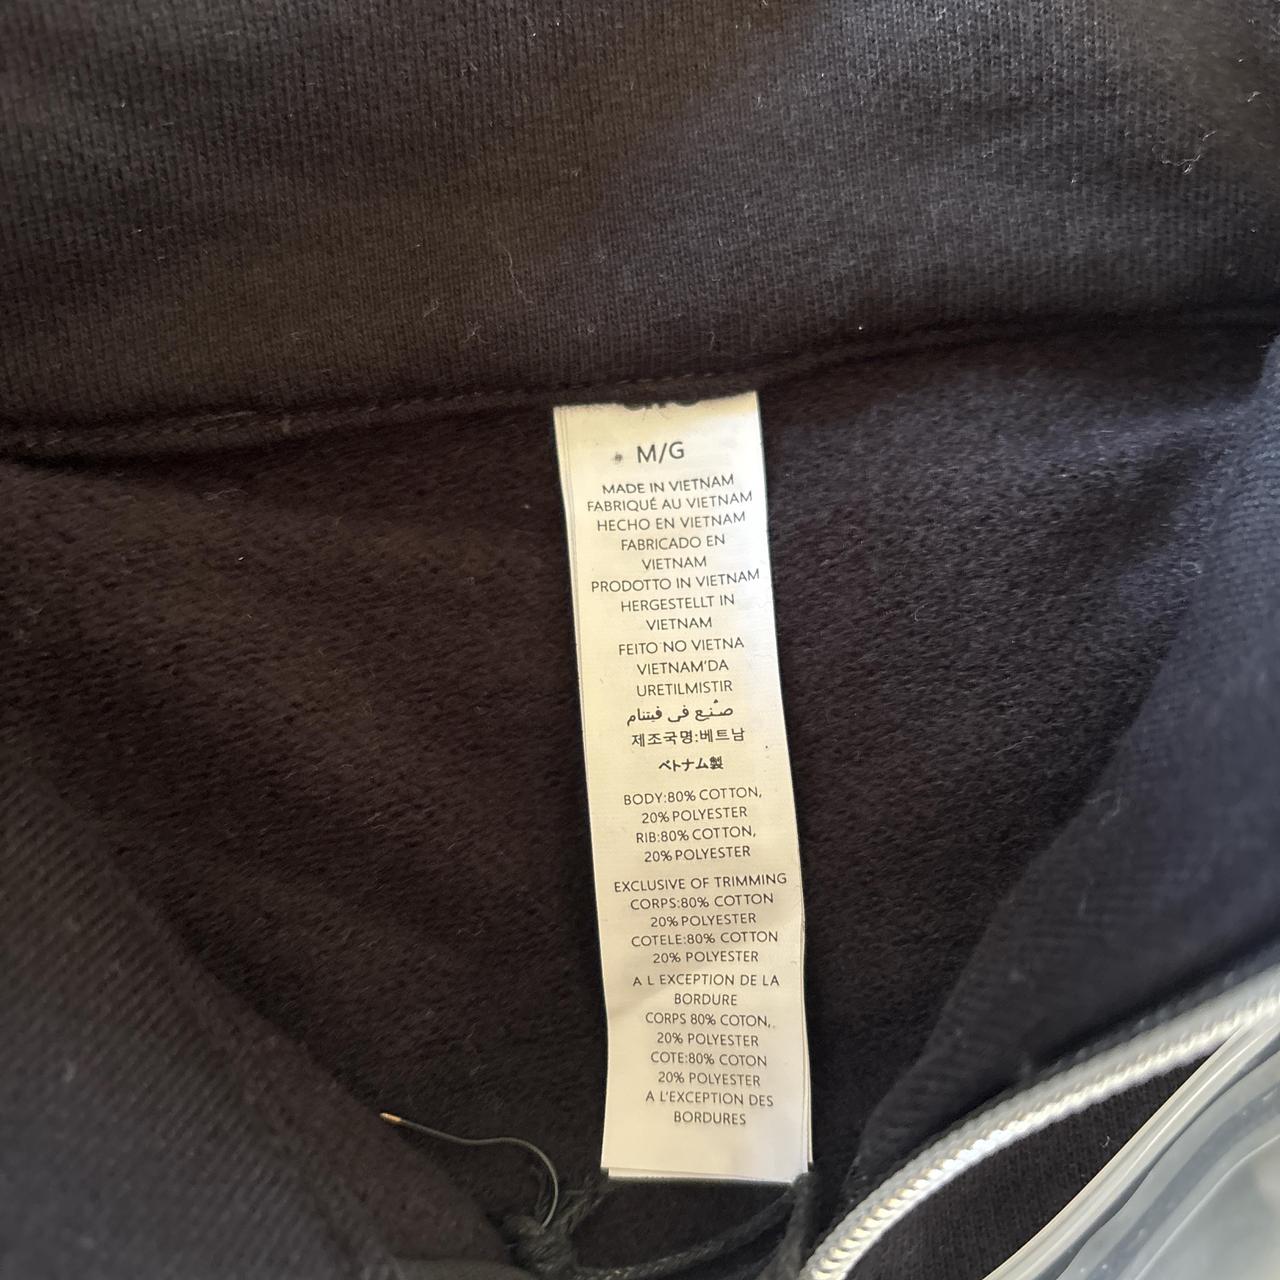 M/G
MADE IN VIETNAM
FABRIQUÉ AU VIETNAM
HECHO EN VIETNAM
FABRICADO EN
VIETNAM
PRODOTTO IN VIETNAM
HERGESTELLT IN
VIETNAM
FEITO NO VIETNA
VIETNAM'DA
URETILMISTIR
صُنع في فيتنام
제조국명:베트남
ベトナム製
BODY:80% COTTON,
20% POLYESTER
RIB:80% COTTON,
20% POLYESTER
EXCLUSIVE OF TRIMMING
CORPS:80% COTTON
20% POLYESTER
COTELE:80% COTTON
20% POLYESTER
A L EXCEPTION DE LA
BORDURE
CORPS 80% COTON,
20% POLYESTER
COTE:80% COTON
20% POLYESTER
A L'EXCEPTION DES
BORDURES